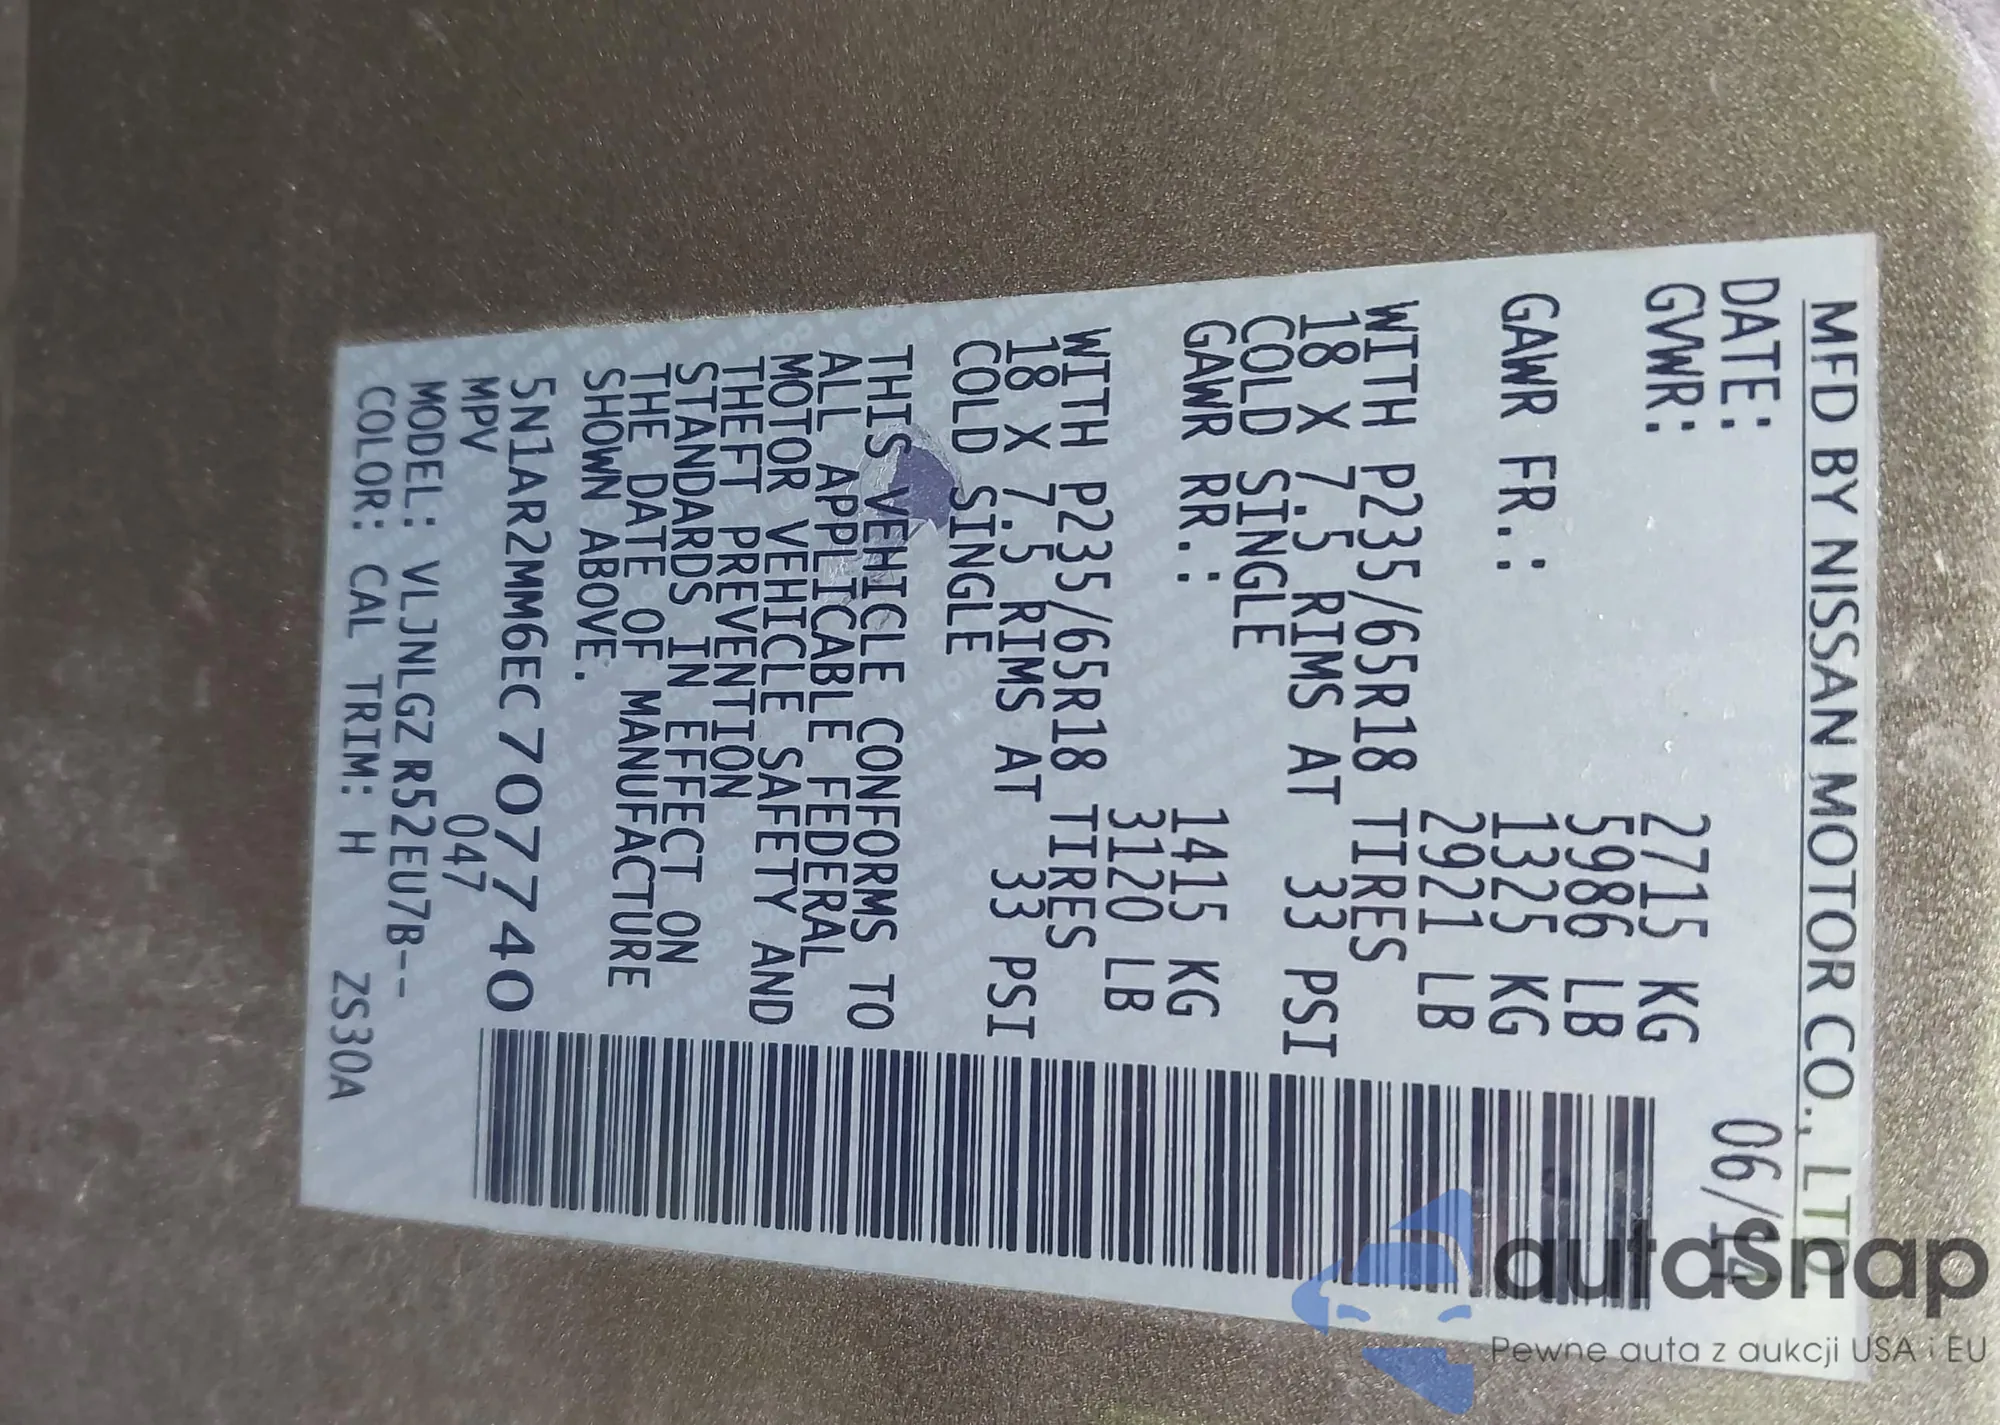 MFD BY NISSAN MOTOR CO., LTD.
DATE: 06/14
GVWR: 2715 KG
5986 LB
GAWR FR.: 1325 KG
2921 LB
WITH P235/65R18 TIRES
18 X 7.5 RIMS AT 33 PSI
COLD SINGLE
GAWR RR.: 1415 KG
3120 LB
WITH P235/65R18 TIRES
18 X 7.5 RIMS AT 33 PSI
COLD SINGLE
THIS VEHICLE CONFORMS TO
ALL APPLICABLE FEDERAL
MOTOR VEHICLE SAFETY AND
THEFT PREVENTION
STANDARDS IN EFFECT ON
THE DATE OF MANUFACTURE
SHOWN ABOVE.
5N1AR2MM6EC707740
MPV 047
MODEL: VLJNLGZ R52EU7B--
COLOR: CAL TRIM: H ZS30A
autasnap
Pewne auta z aukcji USA i EU